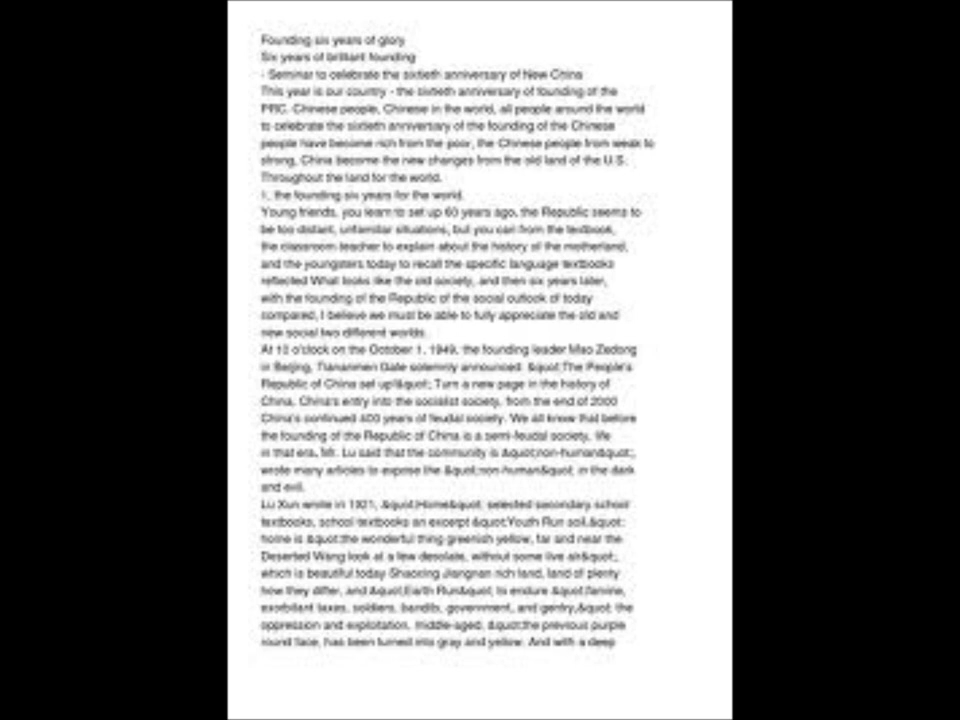 Founding six years of glory
Six years of brilliant founding
- Seminar to celebrate the sixtieth anniversary of New China
This year is our country - the sixtieth anniversary of founding of the
PRC. Chinese people, Chinese in the world, all people around the world
to celebrate the sixtieth anniversary of the founding of the Chinese
people have become rich from the poor, the Chinese people from weak to
strong, China become the new changes from the old land of the U.S.
Throughout the land for the world.
1, the founding six years for the world.
Young friends, you learn to set up 60 years ago, the Republic seems to
be too distant, unfamiliar situations, but you can from the textbook,
the classroom teacher to explain about the history of the motherland,
and the youngsters today to recall the specific language textbooks
reflected What looks like the old society, and then six years later,
with the founding of the Republic of the social outlook of today
compared, I believe we must be able to fully appreciate the old and
new social two different worlds.
At 10 o'clock on the October 1, 1949, the founding leader Mao Zedong
in Beijing, Tiananmen Gate solemnly announced: &quot;The People's
Republic of China set up!&quot; Turn a new page in the history of
China, China's entry into the socialist society, from the end of 2000
China's continued 400 years of feudal society. We all know that before
the founding of the Republic of China is a semi-feudal society, life
in that era, Mr. Lu said that the community is &quot;non-human&quot;,
wrote many articles to expose the &quot;non-human&quot; in the dark
and evil.
Lu Xun wrote in 1921, &quot;Home&quot; selected secondary school
textbooks, school textbooks an excerpt &quot;Youth Run soil,&quot;
home is &quot;the wonderful thing greenish yellow, far and near the
Deserted Wang look at a few desolate, without some live air&quot;,
which is beautiful today Shaoxing Jiangnan rich land, land of plenty
how they differ, and &quot;Earth Run&quot; to endure &quot;famine,
exorbitant taxes, soldiers, bandits, government, and gentry,&quot; the
oppression and exploitation, middle-aged, &quot;the previous purple
round face, has been turned into gray and yellow. And with a deep